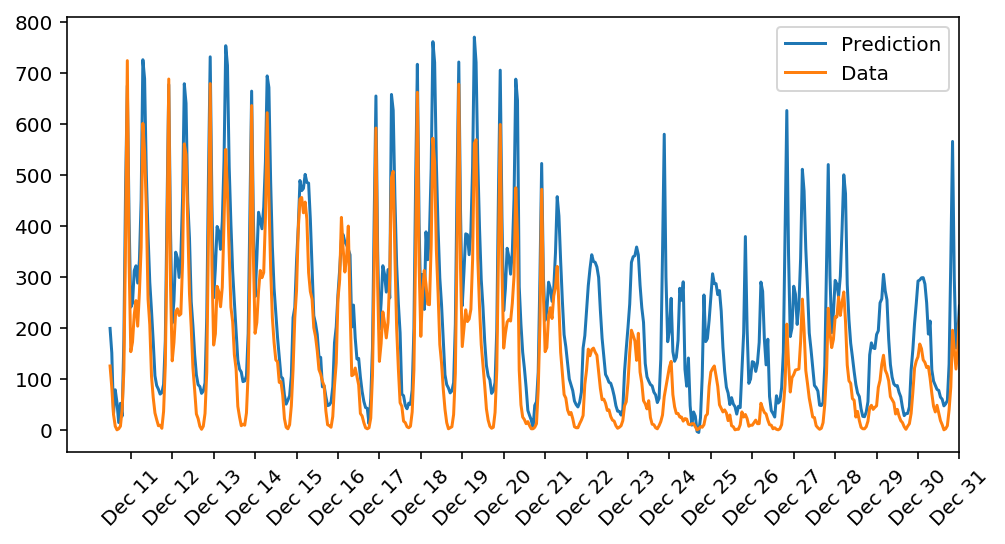 800
700
600
500
400
300
200
100
0
Prediction
Data
Dec 11
Dec 12
Dec 13
Dec 14
Dec 15
Dec 16
Dec 17
Dec 18
Dec 19
Dec 20
Dec 21
Dec 22
Dec 23
Dec 24
Dec 25
Dec 26
Dec 27
Dec 28
Dec 29
Dec 30
Dec 31